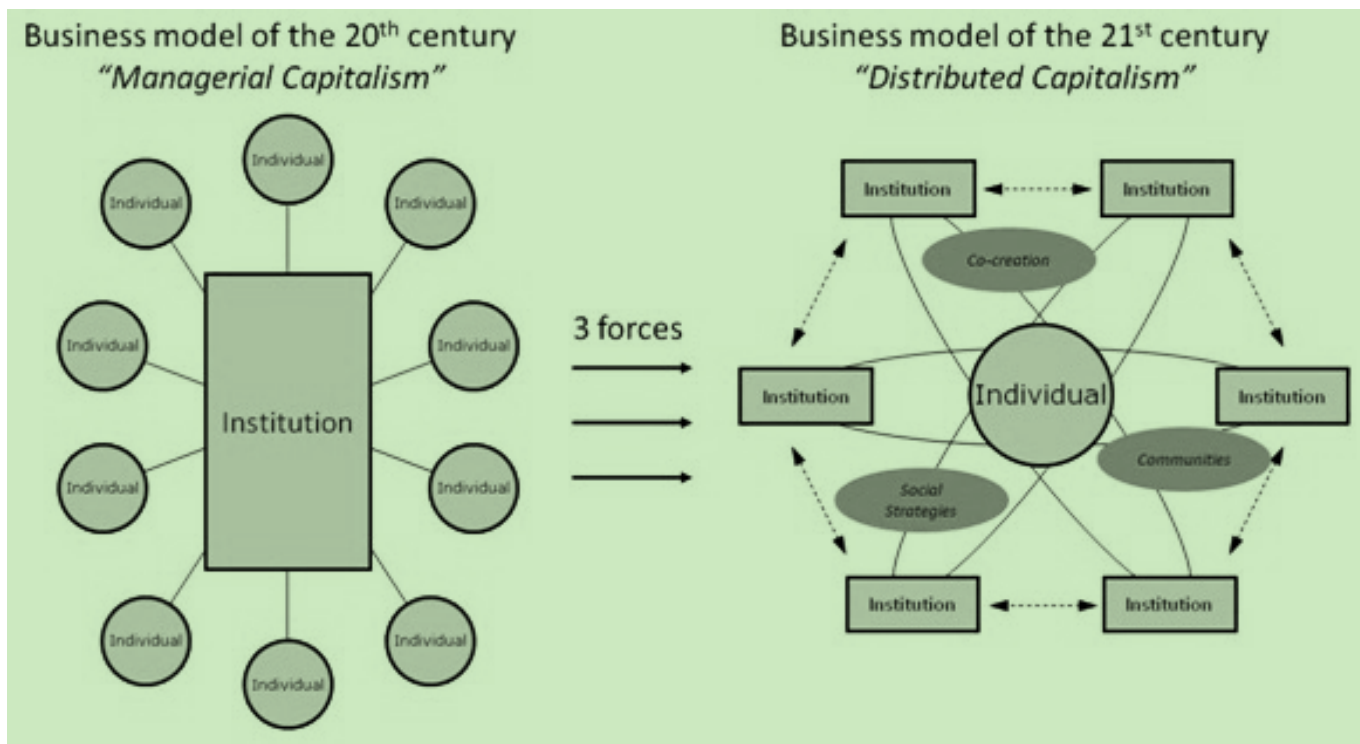 Business model of the 20th century
"Managerial Capitalism"
Individual
Individual
Individual
Individual
Individual
Institution
Individual
Individual
Individual
Individual
Individual
3 forces
Business model of the 21st century
"Distributed Capitalism"
Institution
Institution
Co-creation
Institution
Individual
Institution
Communities
Social
Strategies
Institution
Institution